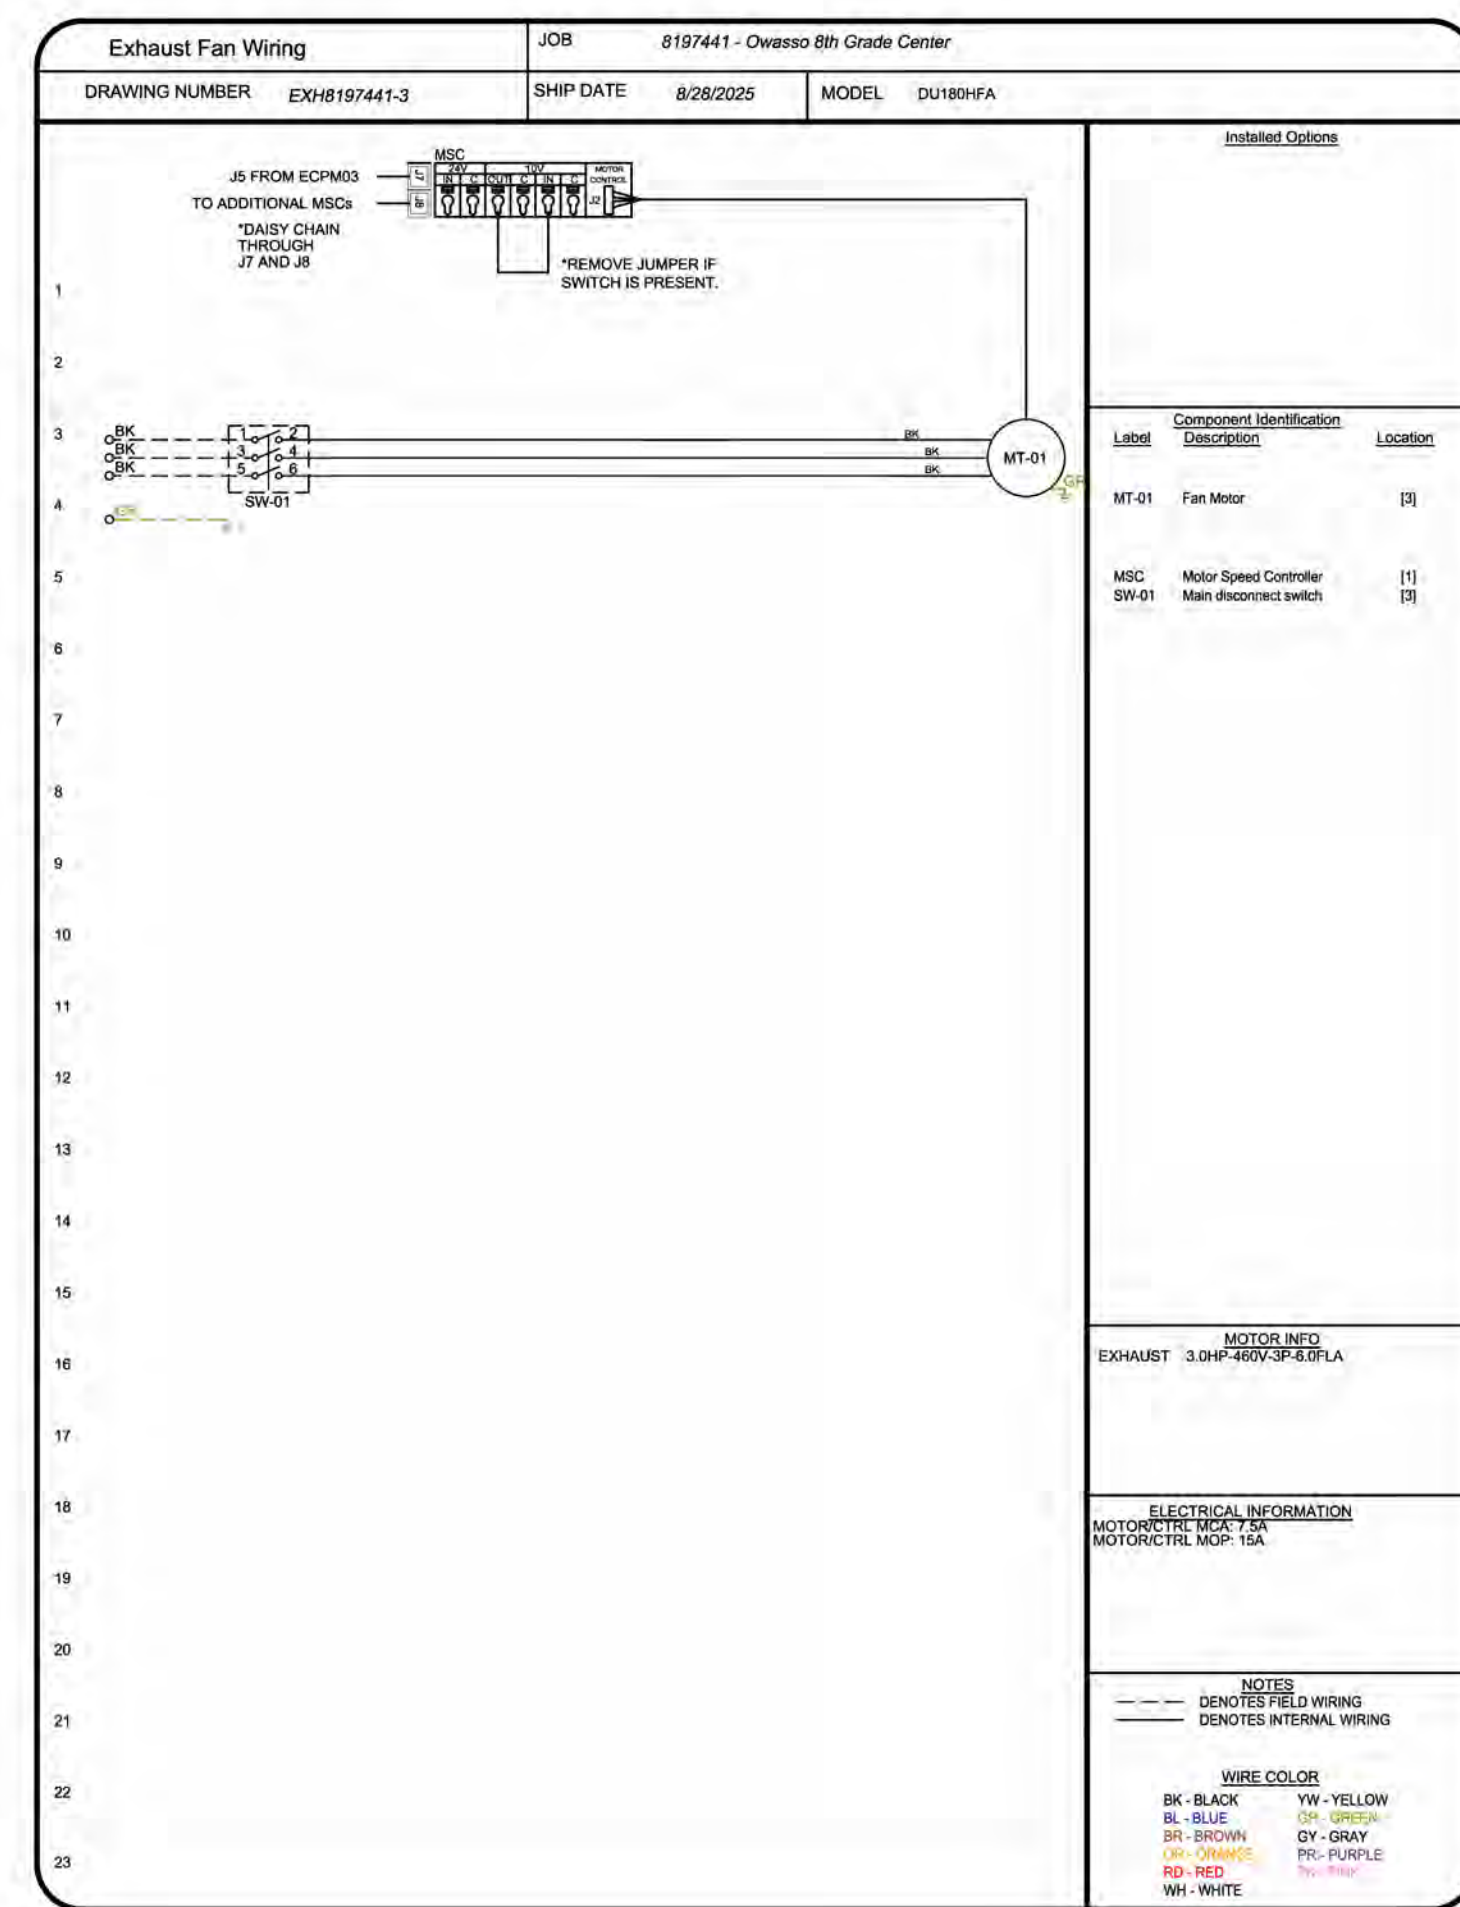 Exhaust Fan Wiring
JOB 8197441 - Owasso 8th Grade Center
DRAWING NUMBER EXH8197441-3
SHIP DATE 8/28/2025
MODEL DU180HFA
J5 FROM ECPM03
TO ADDITIONAL MSCs
*DAISY CHAIN
THROUGH
J7 AND J8
J7
J8
MSC
24V 10V
IN C OUT C IN C
MOTOR
CONTROL
J2
*REMOVE JUMPER IF
SWITCH IS PRESENT.
1
2
3
4
5
6
7
8
9
10
11
12
13
14
15
16
17
18
19
20
21
22
23
BK 1 2 BK
BK 3 4 BK
BK 5 6 BK
SW-01
MT-01
GR
GR
Installed Options
Component Identification
Label Description Location
MT-01 Fan Motor [3]
MSC Motor Speed Controller [1]
SW-01 Main disconnect switch [3]
MOTOR INFO
EXHAUST 3.0HP-460V-3P-6.0FLA
ELECTRICAL INFORMATION
MOTOR/CTRL MCA: 7.5A
MOTOR/CTRL MOP: 15A
NOTES
DENOTES FIELD WIRING
DENOTES INTERNAL WIRING
WIRE COLOR
BK - BLACK YW - YELLOW
BL - BLUE GR - GREEN
BR - BROWN GY - GRAY
OR - ORANGE PR - PURPLE
RD - RED PK - PINK
WH - WHITE